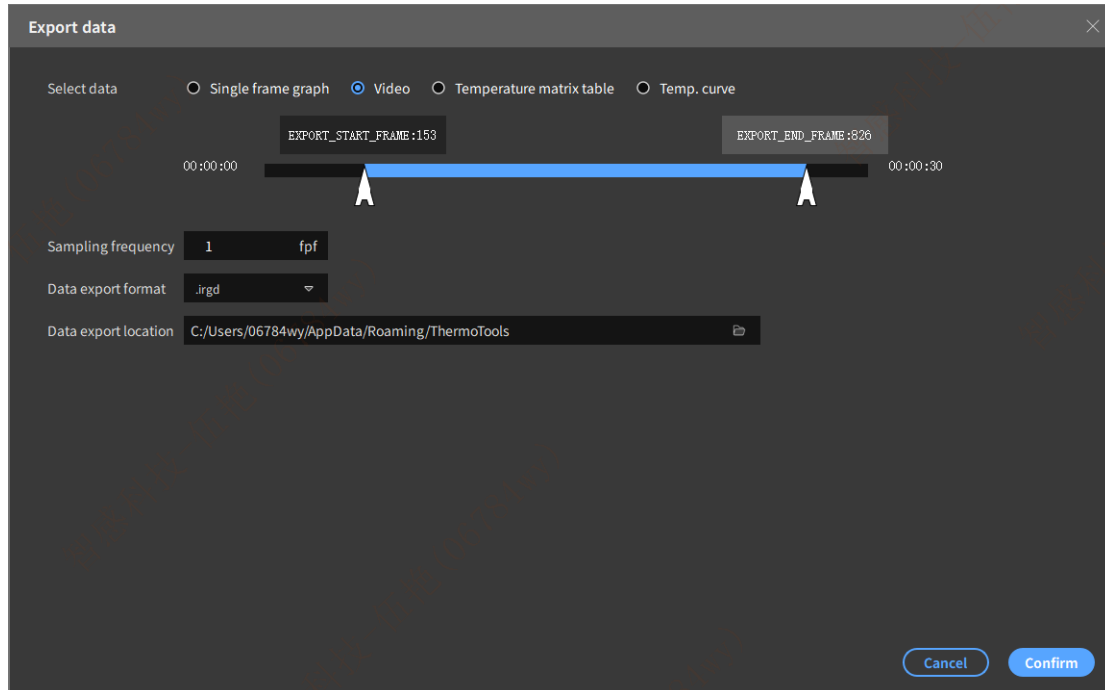 Export data
Select data Single frame graph Video Temperature matrix table Temp. curve
EXPORT_START_FRAME:153 EXPORT_END_FRAME:826
00:00:00 00:00:30
Sampling frequency 1 fpf
Data export format .irgd
Data export location C:/Users/06784wy/AppData/Roaming/ThermoTools
Cancel Confirm